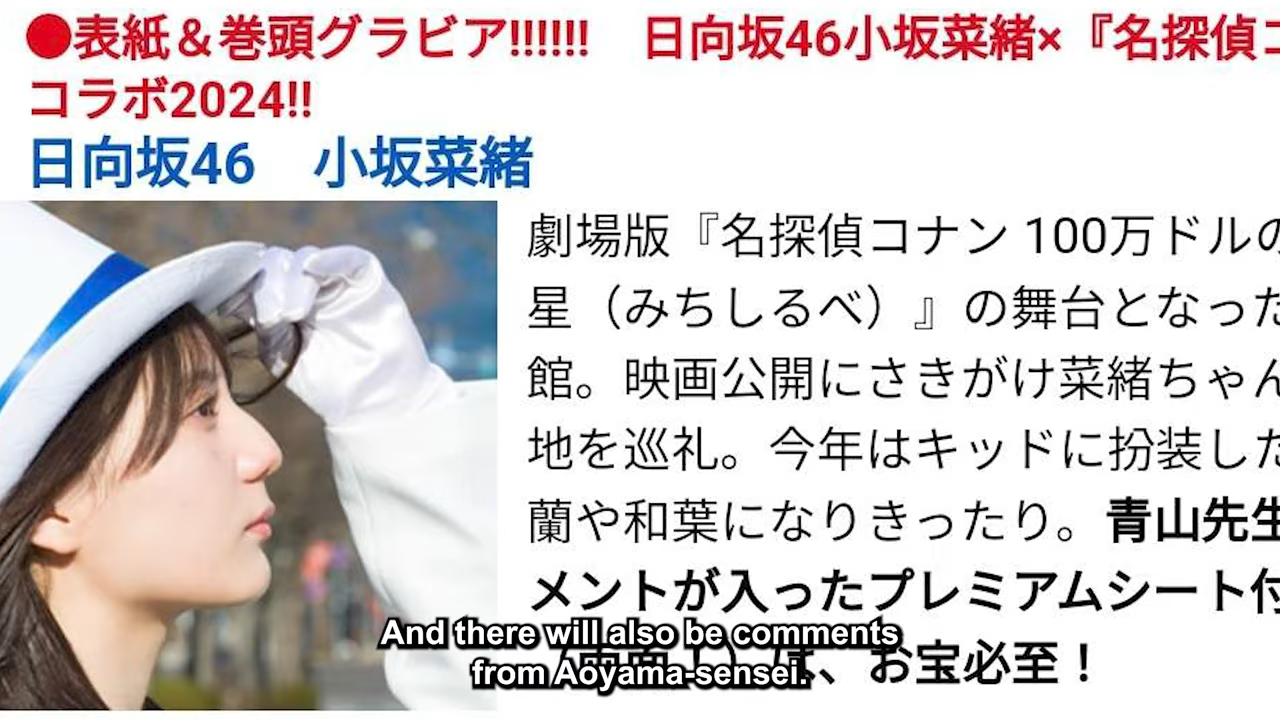 ●表紙＆巻頭グラビア!!!!!! 日向坂46小坂菜緒×『名探偵コ
コラボ2024!!
日向坂46 小坂菜緒
劇場版『名探偵コナン 100万ドルの
星（みちしるべ）』の舞台となった
館。映画公開にさきがけ菜緒ちゃん
地を巡礼。今年はキッドに扮装した
蘭や和葉になりきったり。青山先生
メントが入ったプレミアムシート付
は、お宝必至！
And there will also be comments
from Aoyama-sensei.